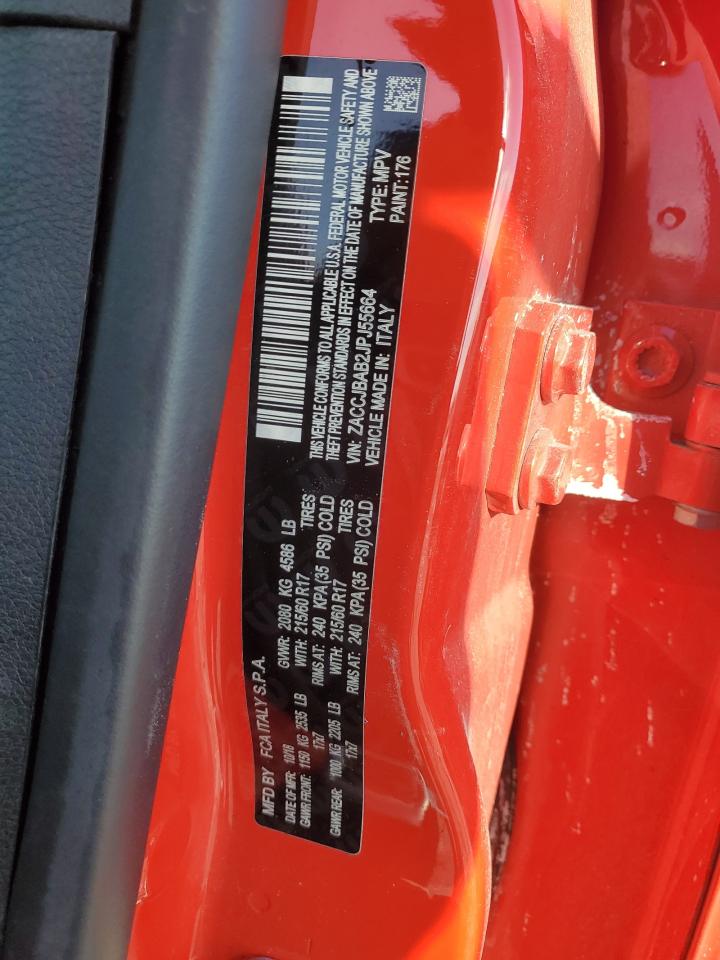 MFD BY FCA ITALY S.P.A.
DATE OF MFR: 10/18 GVWR: 2080 KG 4586 LB
GAWR FRONT: 1150 KG 2535 LB WITH: 215/60 R17 TIRES
17x7 RIMS AT: 240 KPA(35 PSI) COLD
GAWR REAR: 1000 KG 2205 LB WITH: 215/60 R17 TIRES
17x7 RIMS AT: 240 KPA(35 PSI) COLD
THIS VEHICLE CONFORMS TO ALL APPLICABLE U.S.A. FEDERAL MOTOR VEHICLE SAFETY AND
THEFT PREVENTION STANDARDS IN EFFECT ON THE DATE OF MANUFACTURE SHOWN ABOVE
VIN: ZACCJBAB2JPJ55664 TYPE: MPV
VEHICLE MADE IN: ITALY PAINT: 176